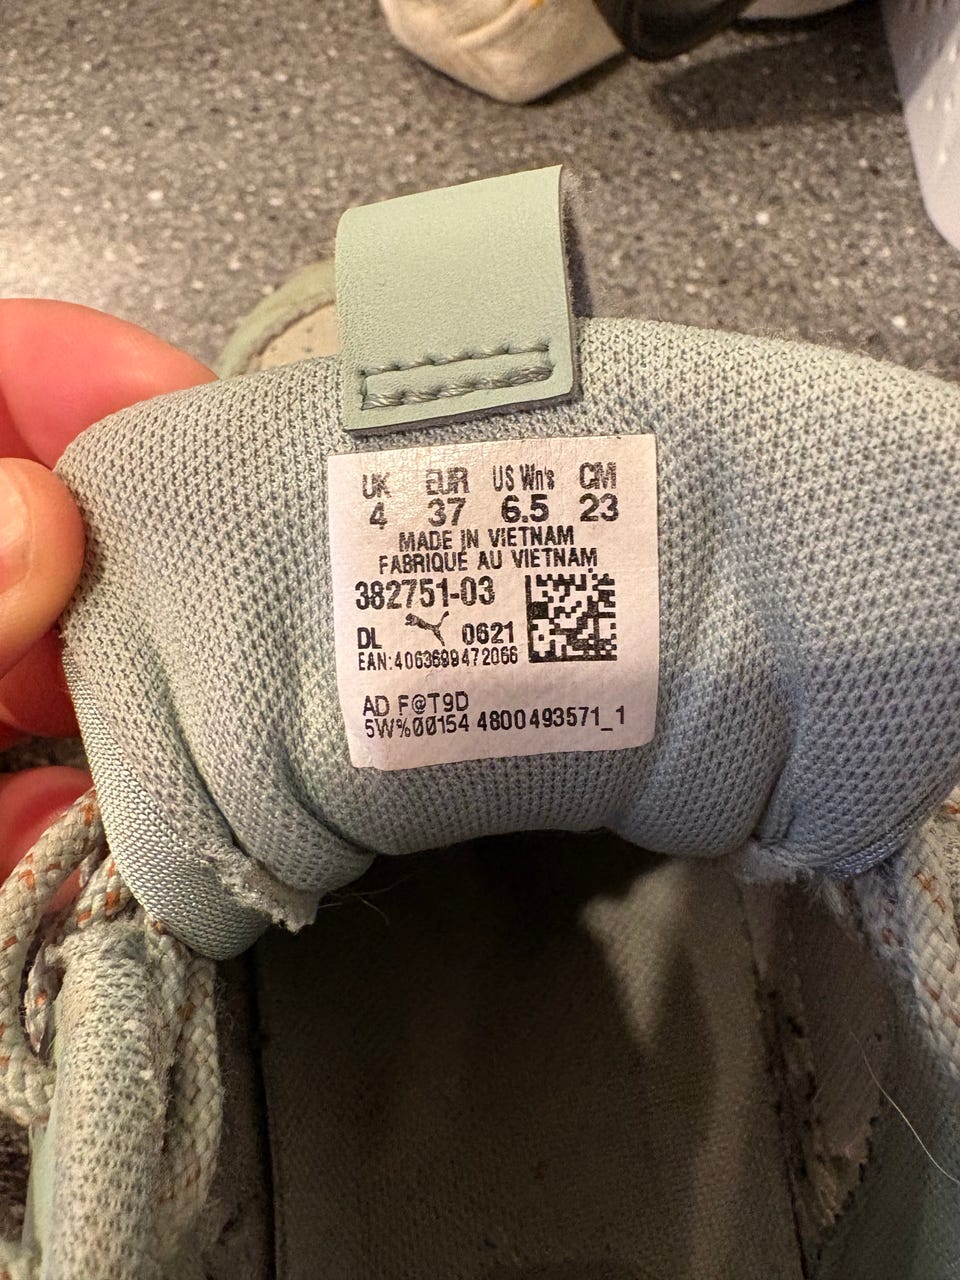 UK EUR US Wn's CM
4 37 6.5 23
MADE IN VIETNAM
FABRIQUÉ AU VIETNAM
382751-03
DL 0621
EAN:4063699472066
AD F@T9D
5W%00154 4800493571_1